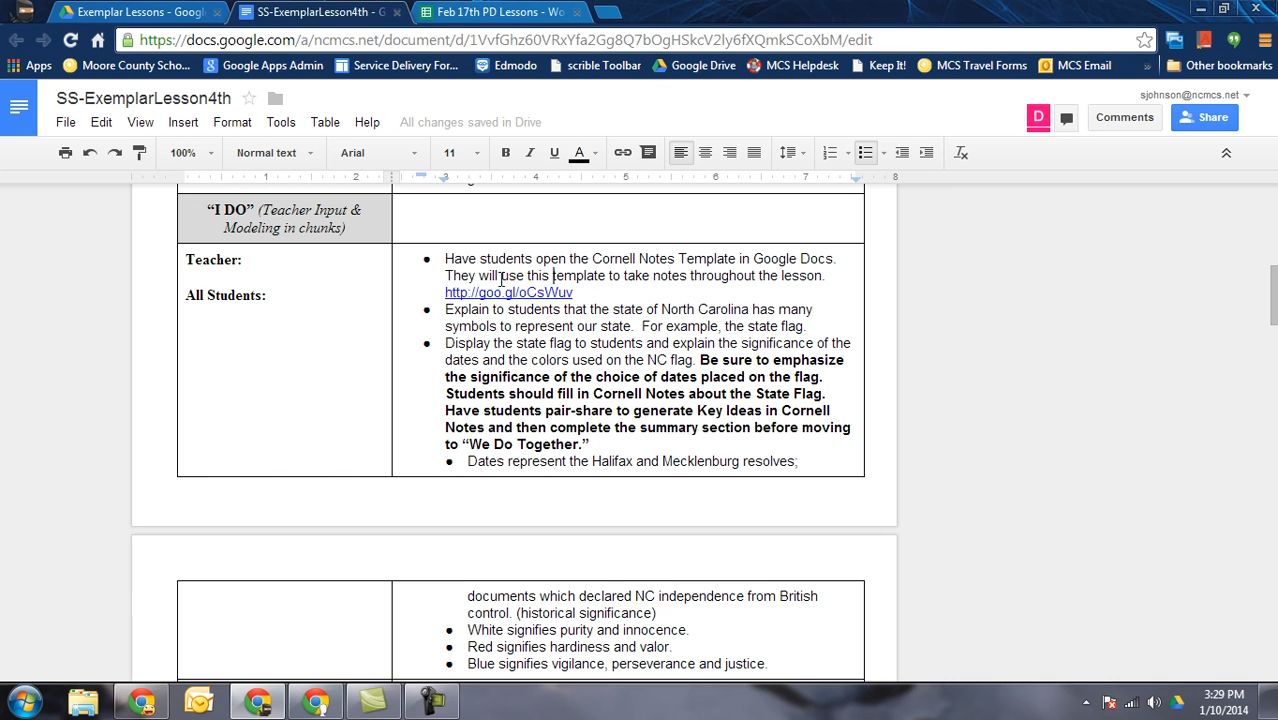 Exemplar Lessons - Googl
SS-ExemplarLesson4th - G
Feb 17th PD Lessons - Wo
https://docs.google.com/a/ncmcs.net/document/d/1VvfGhz60VRxYfa2Gg8Q7bOgHSkcV2ly6fXQmkSCoXbM/edit
Apps Moore County Scho... Google Apps Admin Service Delivery For... Edmodo scrible Toolbar Google Drive MCS Helpdesk Keep It! MCS Travel Forms MCS Email » Other bookmarks
SS-ExemplarLesson4th
sjohnson@ncmcs.net
File Edit View Insert Format Tools Table Help All changes saved in Drive
D Comments Share
100% Normal text Arial 11 B I U A
1 2 3 4 5 6 7 8
“I DO” (Teacher Input &
Modeling in chunks)
Teacher:
All Students:
● Have students open the Cornell Notes Template in Google Docs.
They will use this template to take notes throughout the lesson.
http://goo.gl/oCsWuv
● Explain to students that the state of North Carolina has many
symbols to represent our state. For example, the state flag.
● Display the state flag to students and explain the significance of the
dates and the colors used on the NC flag. Be sure to emphasize
the significance of the choice of dates placed on the flag.
Students should fill in Cornell Notes about the State Flag.
Have students pair-share to generate Key Ideas in Cornell
Notes and then complete the summary section before moving
to “We Do Together.”
● Dates represent the Halifax and Mecklenburg resolves;
documents which declared NC independence from British
control. (historical significance)
● White signifies purity and innocence.
● Red signifies hardiness and valor.
● Blue signifies vigilance, perseverance and justice.
3:29 PM
1/10/2014